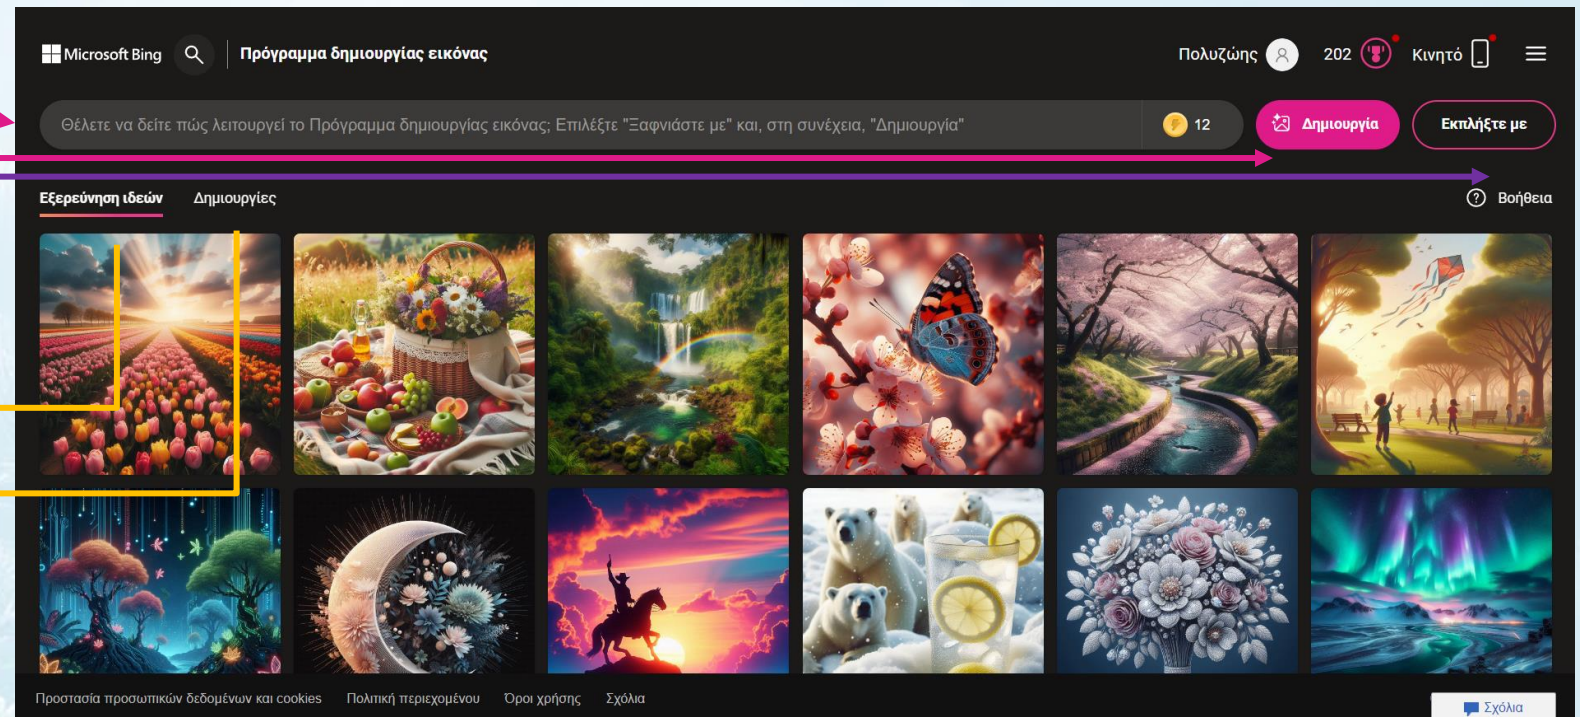 Microsoft Bing
Πρόγραμμα δημιουργίας εικόνας
Πολυζώης
202
Κινητό
Θέλετε να δείτε πώς λειτουργεί το Πρόγραμμα δημιουργίας εικόνας; Επιλέξτε "Ξαφνιάστε με" και, στη συνέχεια, "Δημιουργία"
12
Δημιουργία
Εκπλήξτε με
Εξερεύνηση ιδεών
Δημιουργίες
Βοήθεια
Προστασία προσωπικών δεδομένων και cookies
Πολιτική περιεχομένου
Όροι χρήσης
Σχόλια
Σχόλια